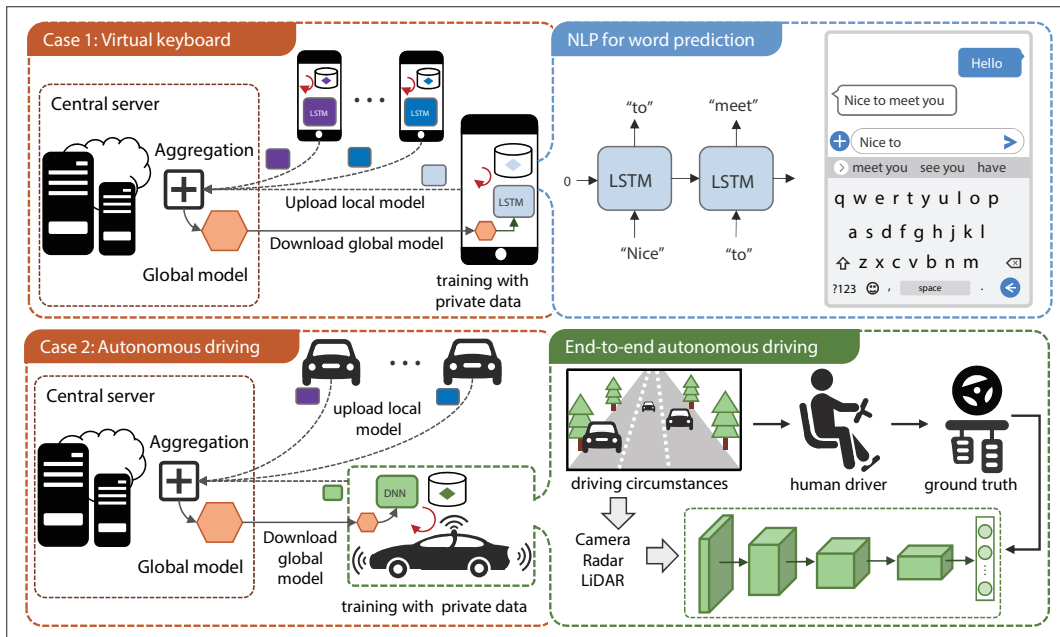 Case 1: Virtual keyboard
Central server
Aggregation
Global model
LSTM
LSTM
Upload local model
Download global model
LSTM
training with
private data
NLP for word prediction
"to"
"meet"
0
LSTM
LSTM
"Nice"
"to"
Hello
Nice to meet you
Nice to
meet you see you have
q w e r t y u l o p
a s d f g h j k l
z x c v b n m
?123 , space .
Case 2: Autonomous driving
Central server
Aggregation
Global model
upload local
model
Download
global
model
DNN
training with private data
End-to-end autonomous driving
driving circumstances
human driver
ground truth
Camera
Radar
LiDAR